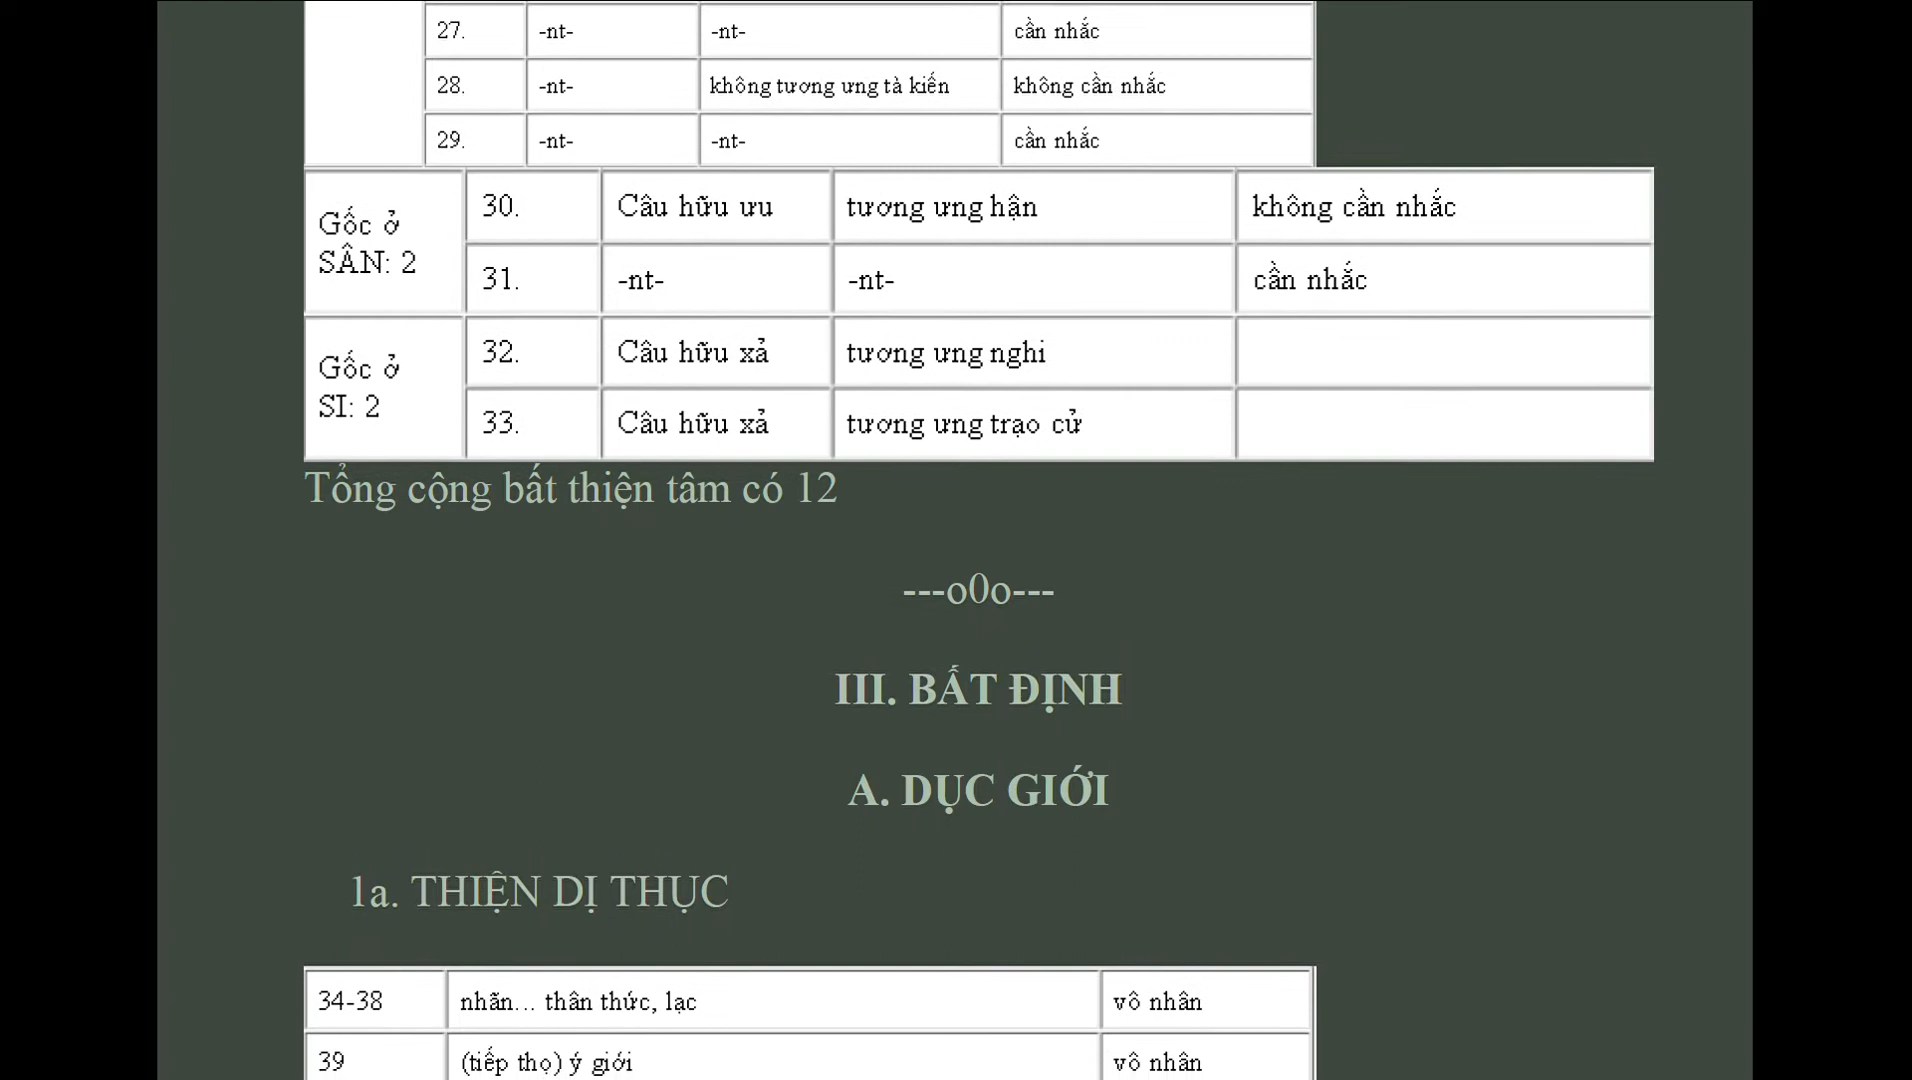 27. -nt- -nt- cần nhắc
28. -nt- không tương ưng tà kiến không cần nhắc
29. -nt- -nt- cần nhắc
Gốc ở
SÂN: 2
30. Câu hữu ưu tương ưng hận không cần nhắc
31. -nt- -nt- cần nhắc
Gốc ở
SI: 2
32. Câu hữu xả tương ưng nghi
33. Câu hữu xả tương ưng trạo cử
Tổng cộng bất thiện tâm có 12
---o0o---
III. BẤT ĐỊNH
A. DỤC GIỚI
1a. THIỆN DỊ THỤC
34-38 nhãn... thân thức, lạc vô nhân
39 (tiếp thọ) ý giới vô nhân